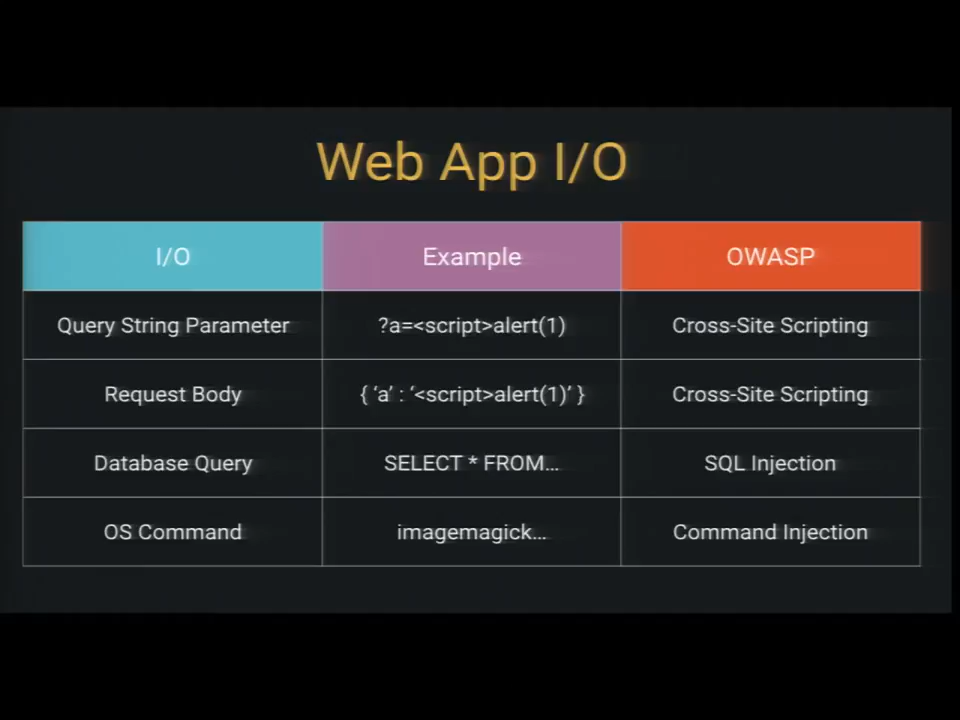 Web App I/O
I/O Example OWASP
Query String Parameter ?a=<script>alert(1) Cross-Site Scripting
Request Body { ‘a’ : ‘<script>alert(1)’ } Cross-Site Scripting
Database Query SELECT * FROM… SQL Injection
OS Command imagemagick… Command Injection